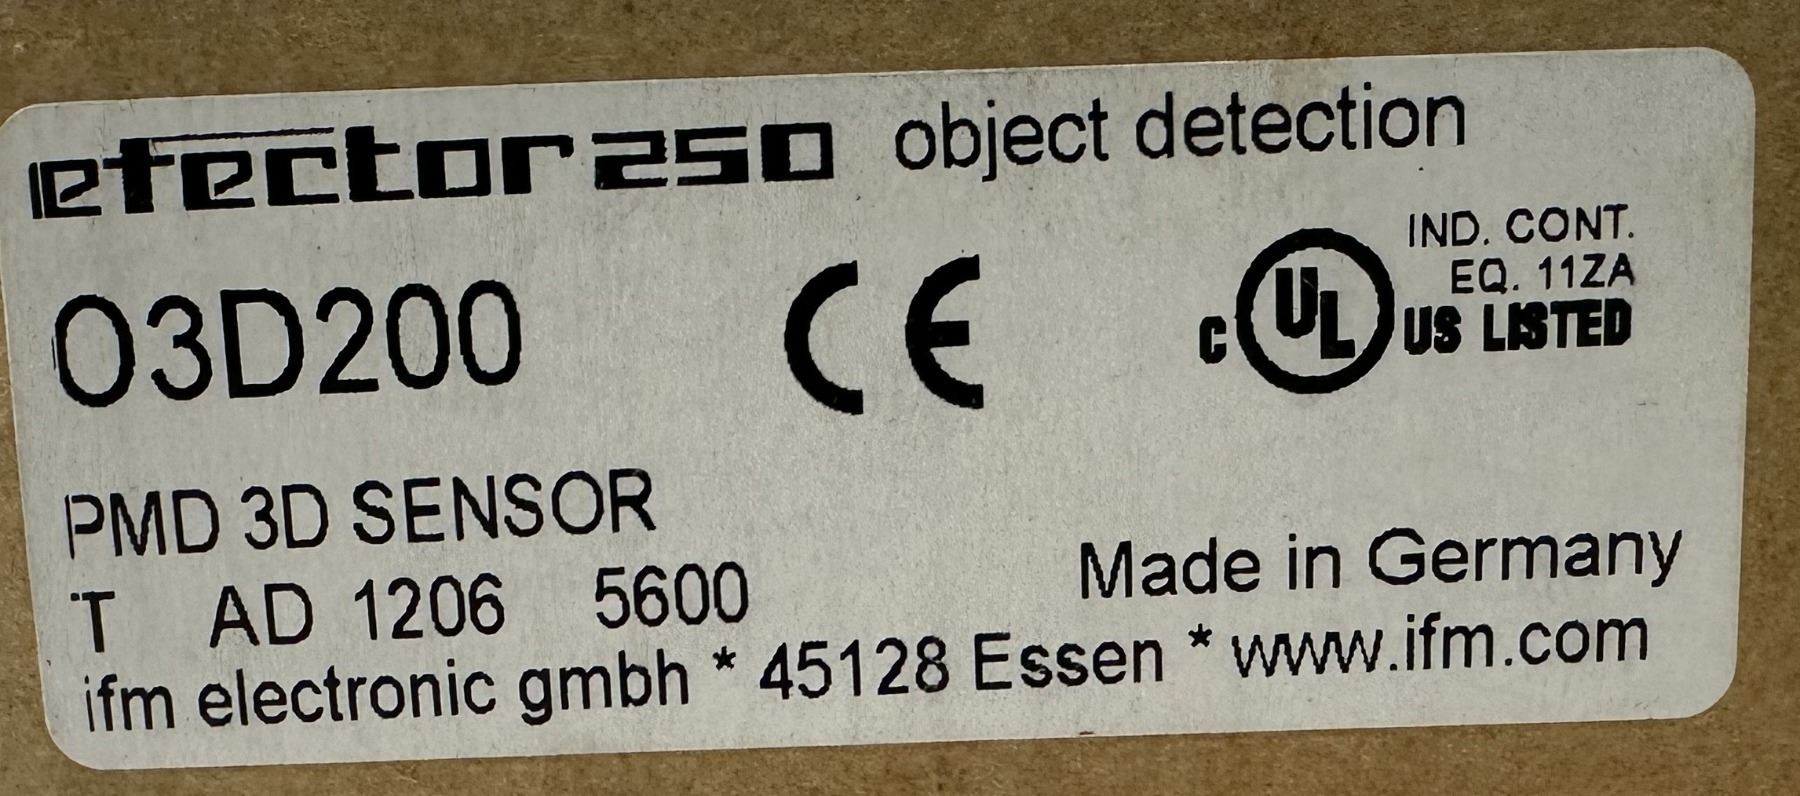 efector250 object detection
O3D200
CE
C UL US LISTED
IND. CONT.
EQ. 11ZA
PMD 3D SENSOR
T AD 1206 5600
Made in Germany
ifm electronic gmbh * 45128 Essen * www.ifm.com